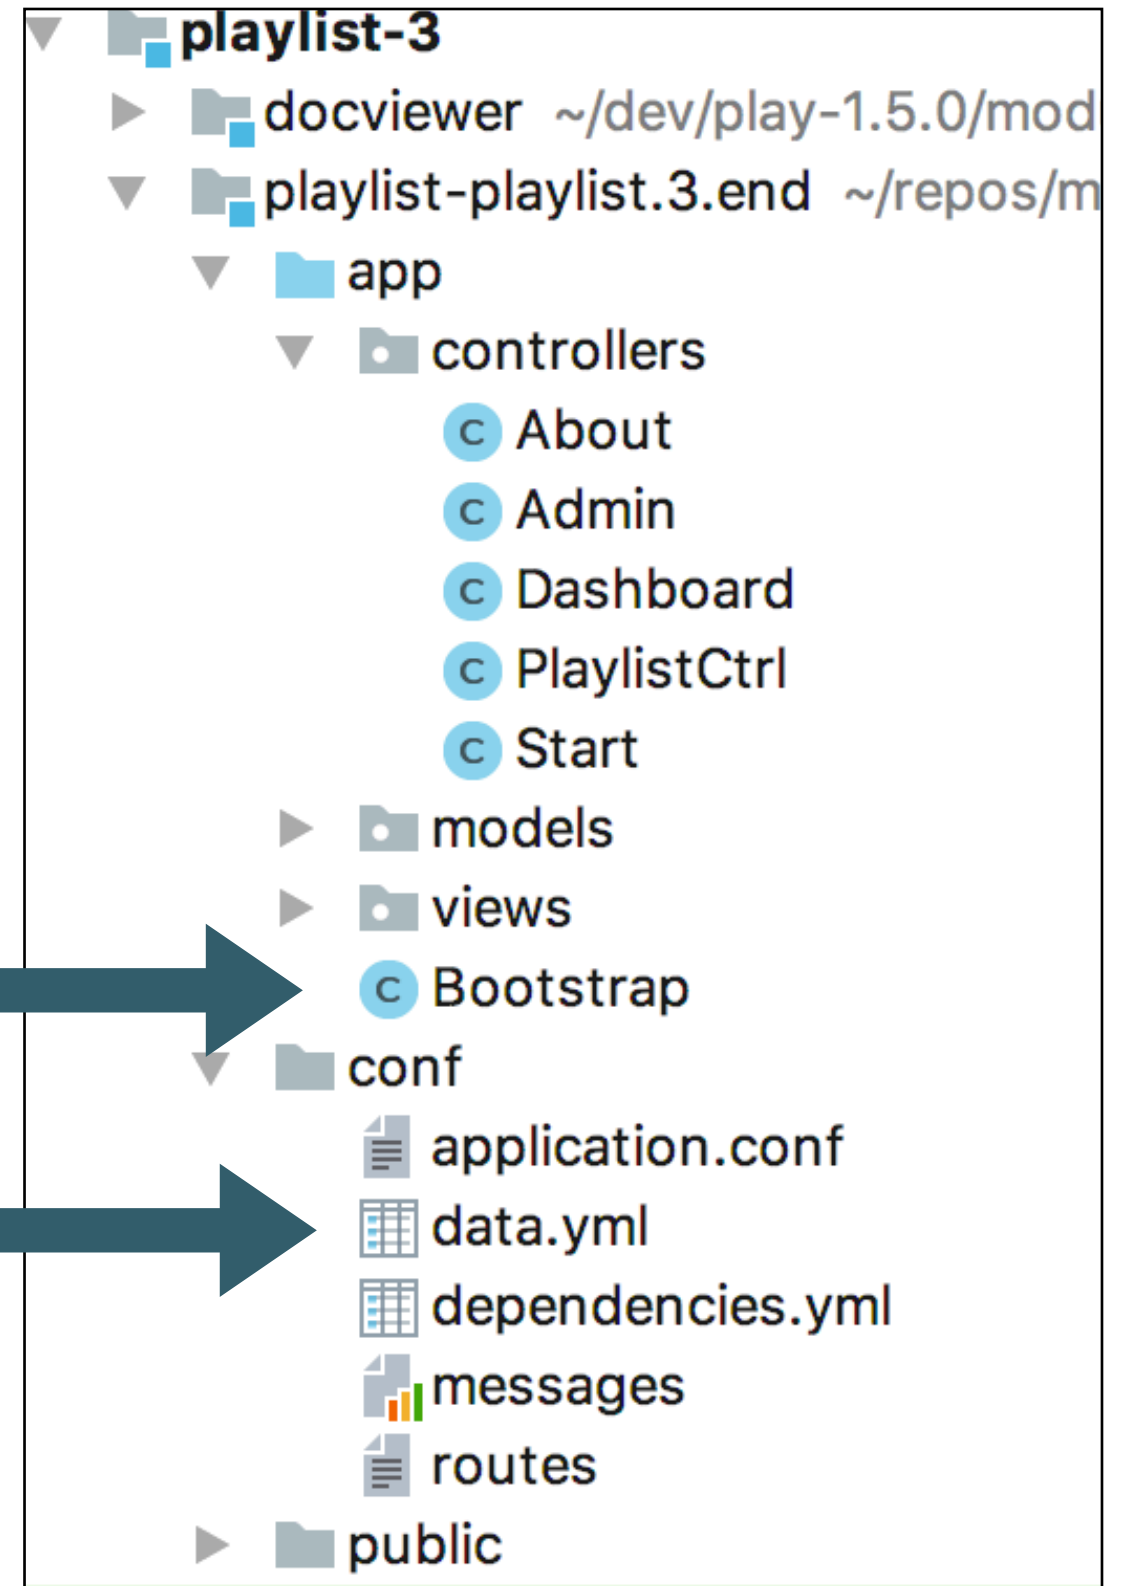 playlist-3
docviewer ~/dev/play-1.5.0/mod
playlist-playlist.3.end ~/repos/m
app
controllers
C About
C Admin
C Dashboard
C PlaylistCtrl
C Start
models
views
C Bootstrap
conf
application.conf
data.yml
dependencies.yml
messages
routes
public